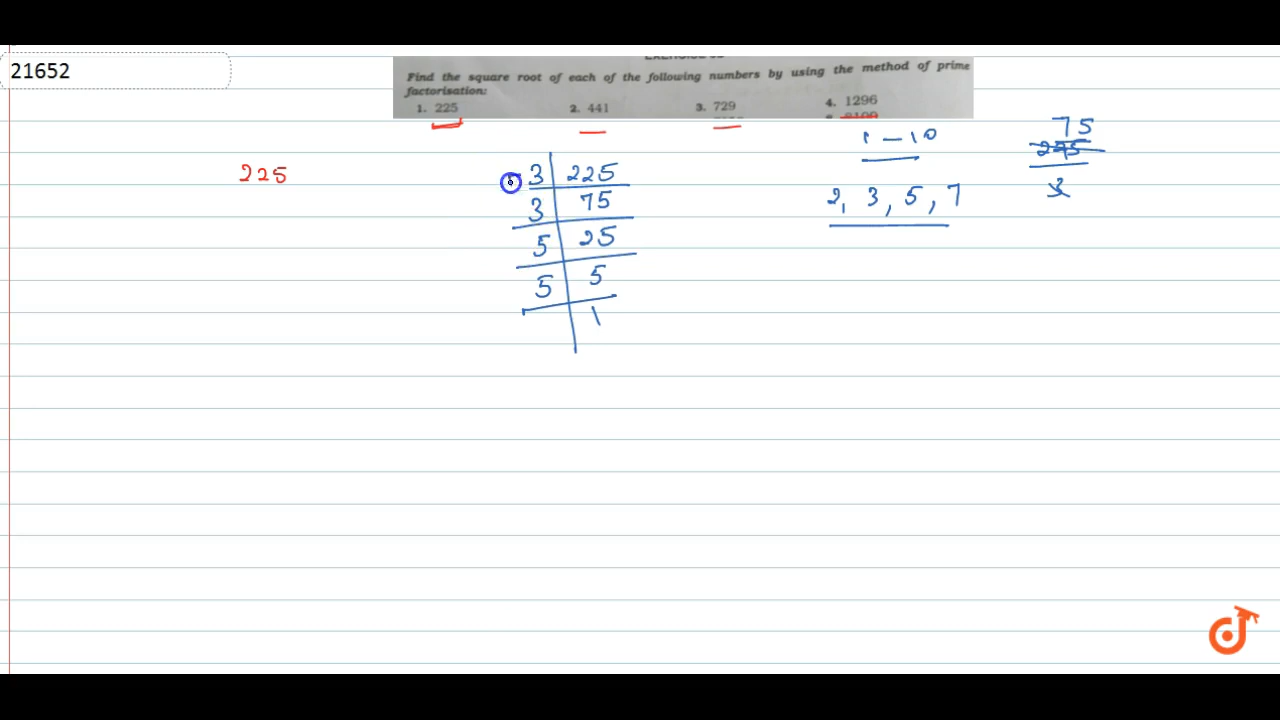 21652
Find the square root of each of the following numbers by using the method of prime
factorisation:
1. 225 2. 441 3. 729 4. 1296
1 – 10
75
225
3
2, 3, 5, 7
225
3 225
3 75
5 25
5 5
1